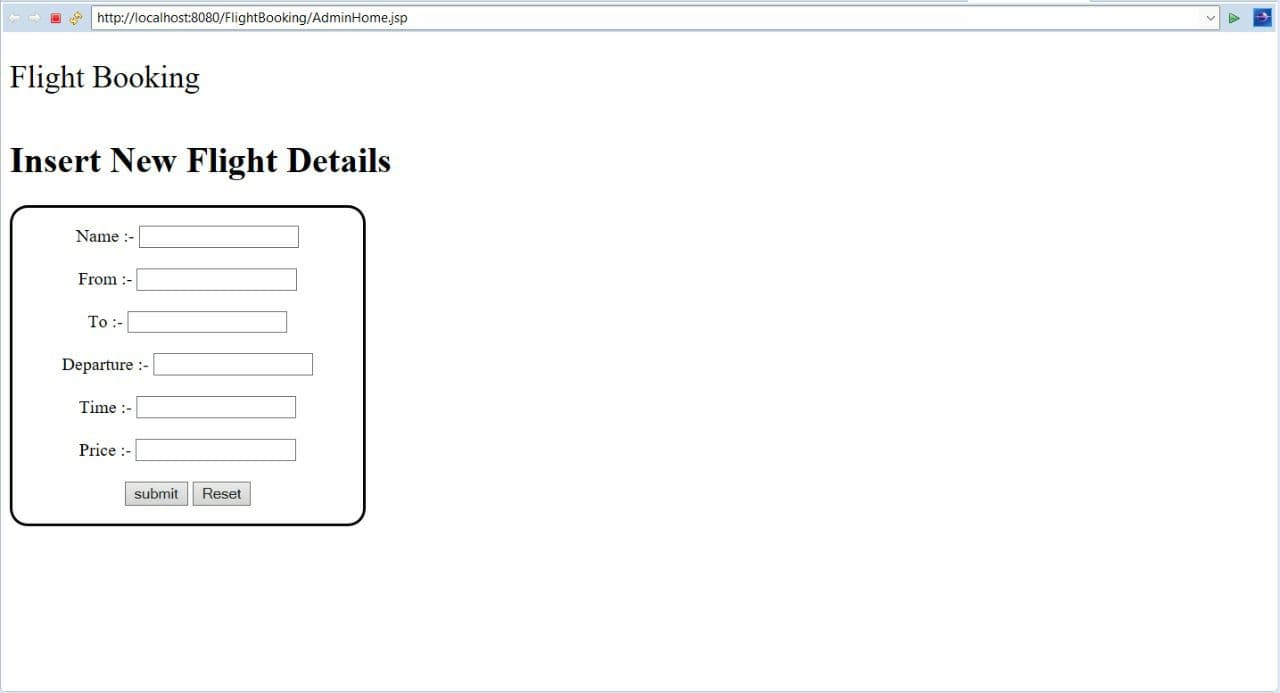 http://localhost:8080/FlightBooking/AdminHome.jsp
Flight Booking
Insert New Flight Details
Name :-
From :-
To :-
Departure :-
Time :-
Price :-
submit Reset